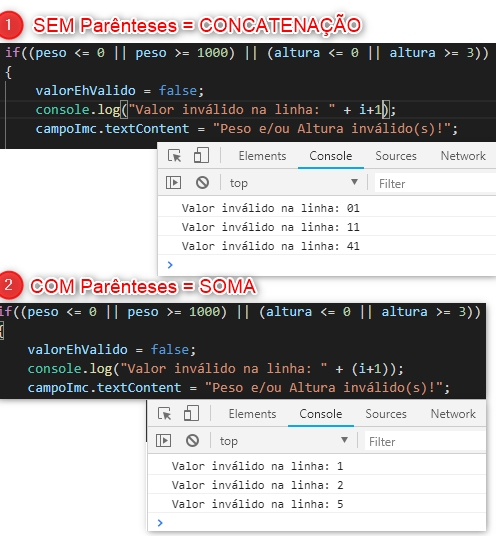 1 SEM Parênteses = CONCATENAÇÃO
if((peso <= 0 || peso >= 1000) || (altura <= 0 || altura >= 3))
{
valorEhValido = false;
console.log("Valor inválido na linha: " + i+1);
campoImc.textContent = "Peso e/ou Altura inválido(s)!";
Elements Console Sources Network
top ▼ Filter
Valor inválido na linha: 01
Valor inválido na linha: 11
Valor inválido na linha: 41
>
2 COM Parênteses = SOMA
if((peso <= 0 || peso >= 1000) || (altura <= 0 || altura >= 3))
{
valorEhValido = false;
console.log("Valor inválido na linha: " + (i+1));
campoImc.textContent = "Peso e/ou Altura inválido(s)!";
Elements Console Sources Network
top ▼ Filter
Valor inválido na linha: 1
Valor inválido na linha: 2
Valor inválido na linha: 5
>